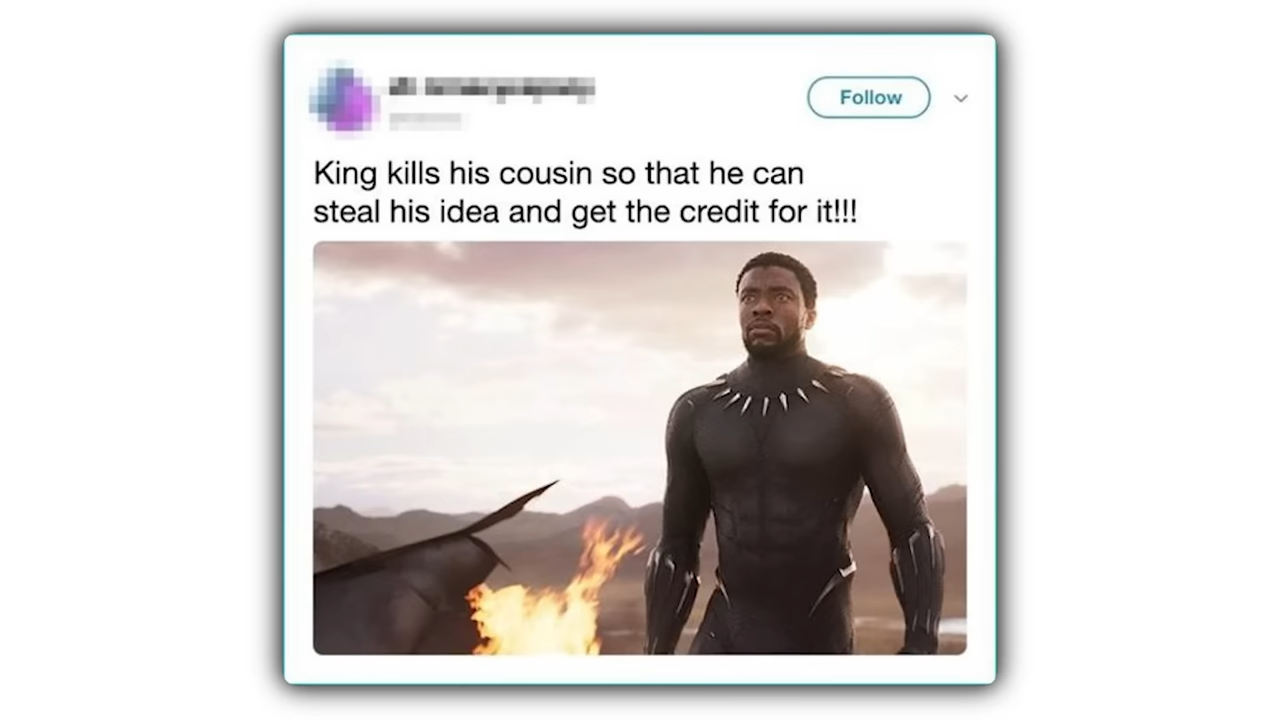 Follow
King kills his cousin so that he can
steal his idea and get the credit for it!!!